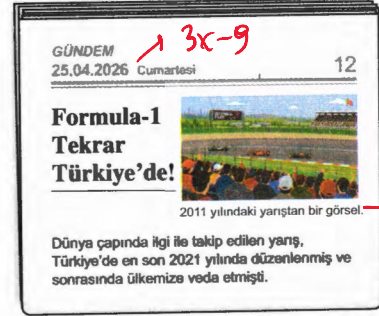 GÜNDEM
3x-9
25.04.2026 Cumartesi
12
Formula-1
Tekrar
Türkiye'de!
2011 yılındaki yarıştan bir görsel.
Dünya çapında ilgi ile takip edilen yarış,
Türkiye'de en son 2021 yılında düzenlenmiş ve
sonrasında ülkemize veda etmişti.